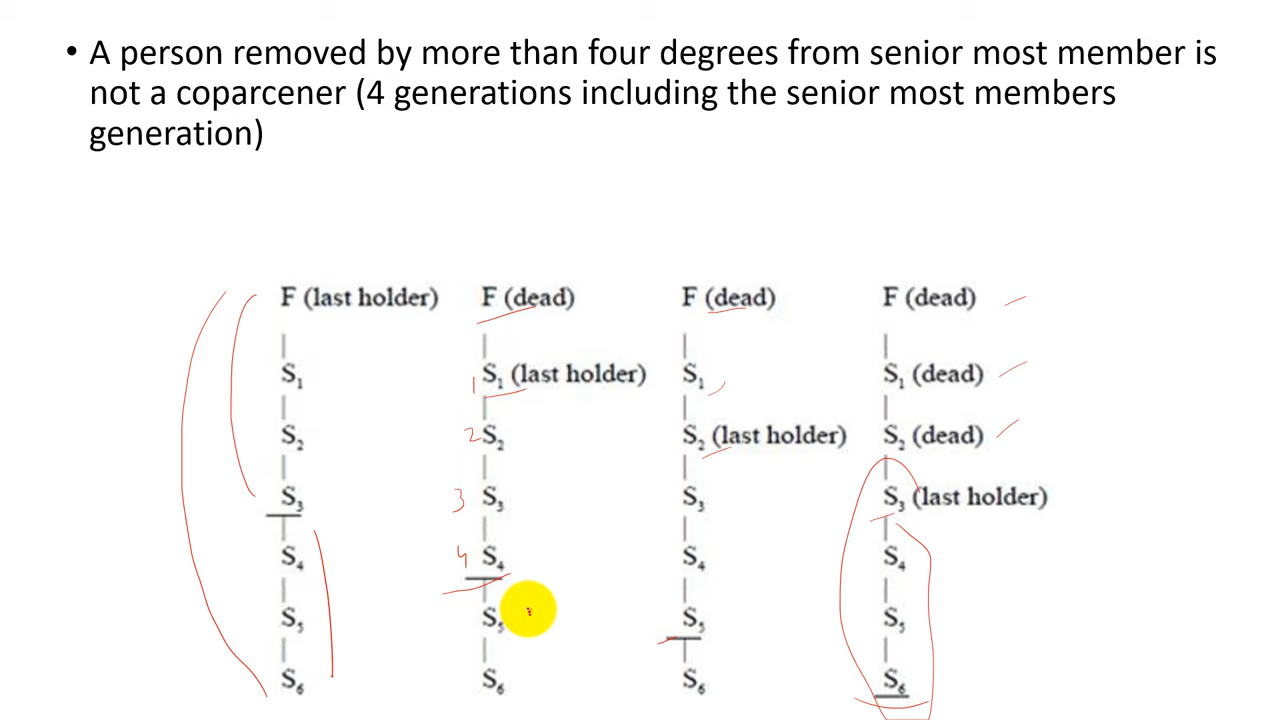 • A person removed by more than four degrees from senior most member is
not a coparcener (4 generations including the senior most members
generation)
F (last holder) F (dead) F (dead) F (dead)
S₁ 1 S₁ (last holder) S₁ S₁ (dead)
S₂ 2 S₂ S₂ (last holder) S₂ (dead)
S₃ 3 S₃ S₃ S₃ (last holder)
S₄ 4 S₄ S₄ S₄
S₅ S₅ S₅ S₅
S₆ S₆ S₆ S₆